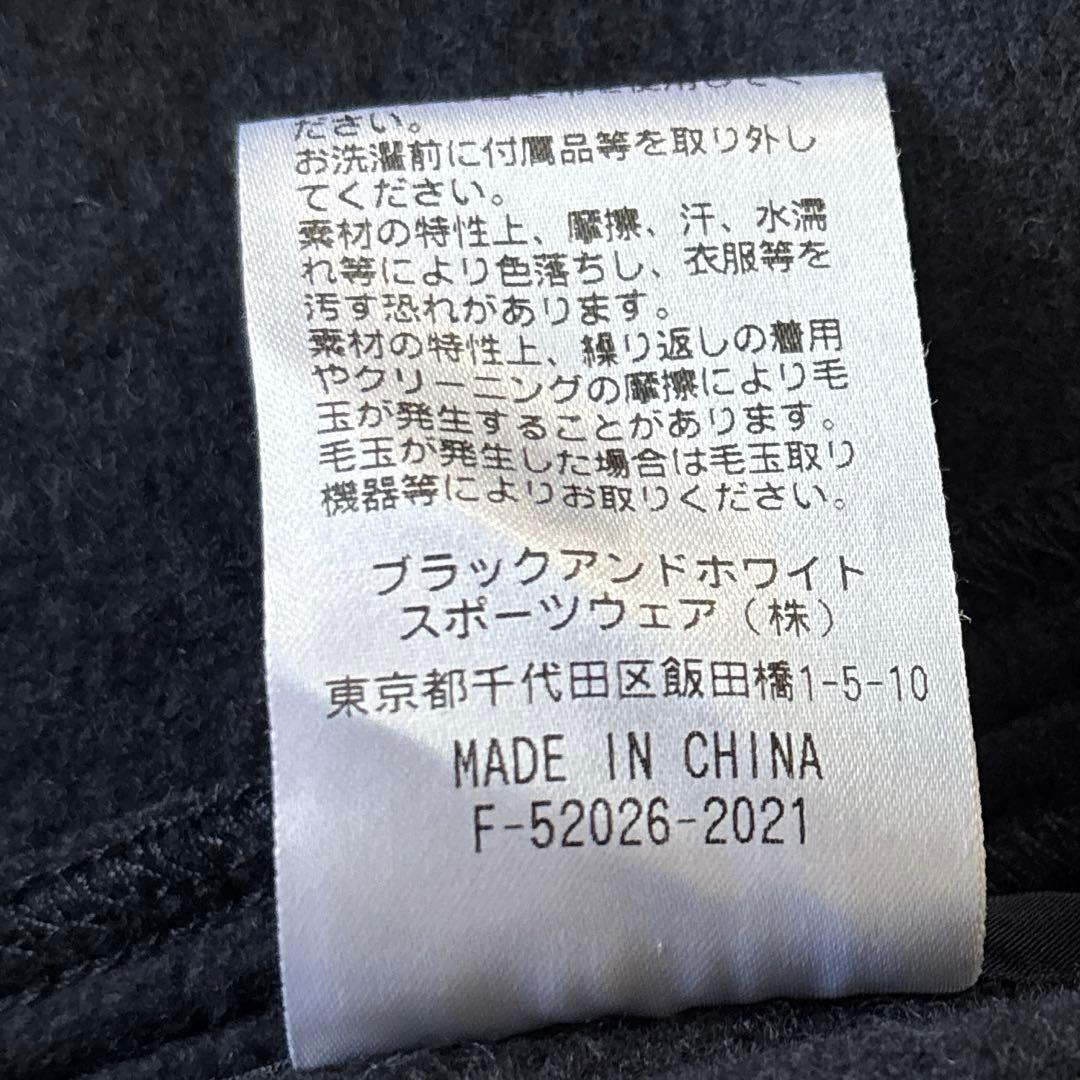 ださい。
お洗濯前に付属品等を取り外し
てください。
素材の特性上、摩擦、汗、水濡
れ等により色落ちし、衣服等を
汚す恐れがあります。
素材の特性上、繰り返しの着用
やクリーニングの摩擦により毛
玉が発生することがあります。
毛玉が発生した場合は毛玉取り
機器等によりお取りください。
ブラックアンドホワイト
スポーツウェア(株)
東京都千代田区飯田橋1-5-10
MADE IN CHINA
F-52026-2021